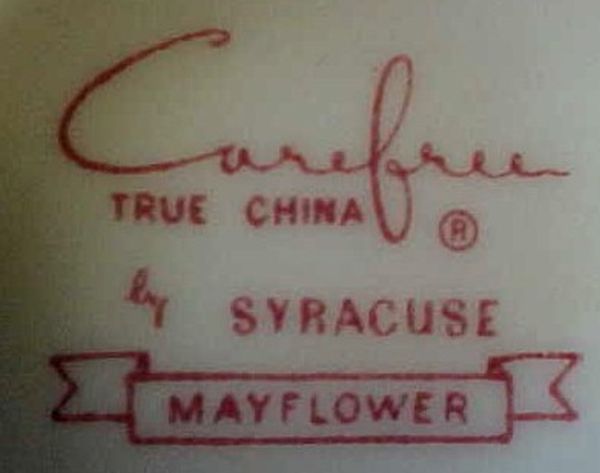 Carefree
TRUE CHINA ®
by SYRACUSE
MAYFLOWER